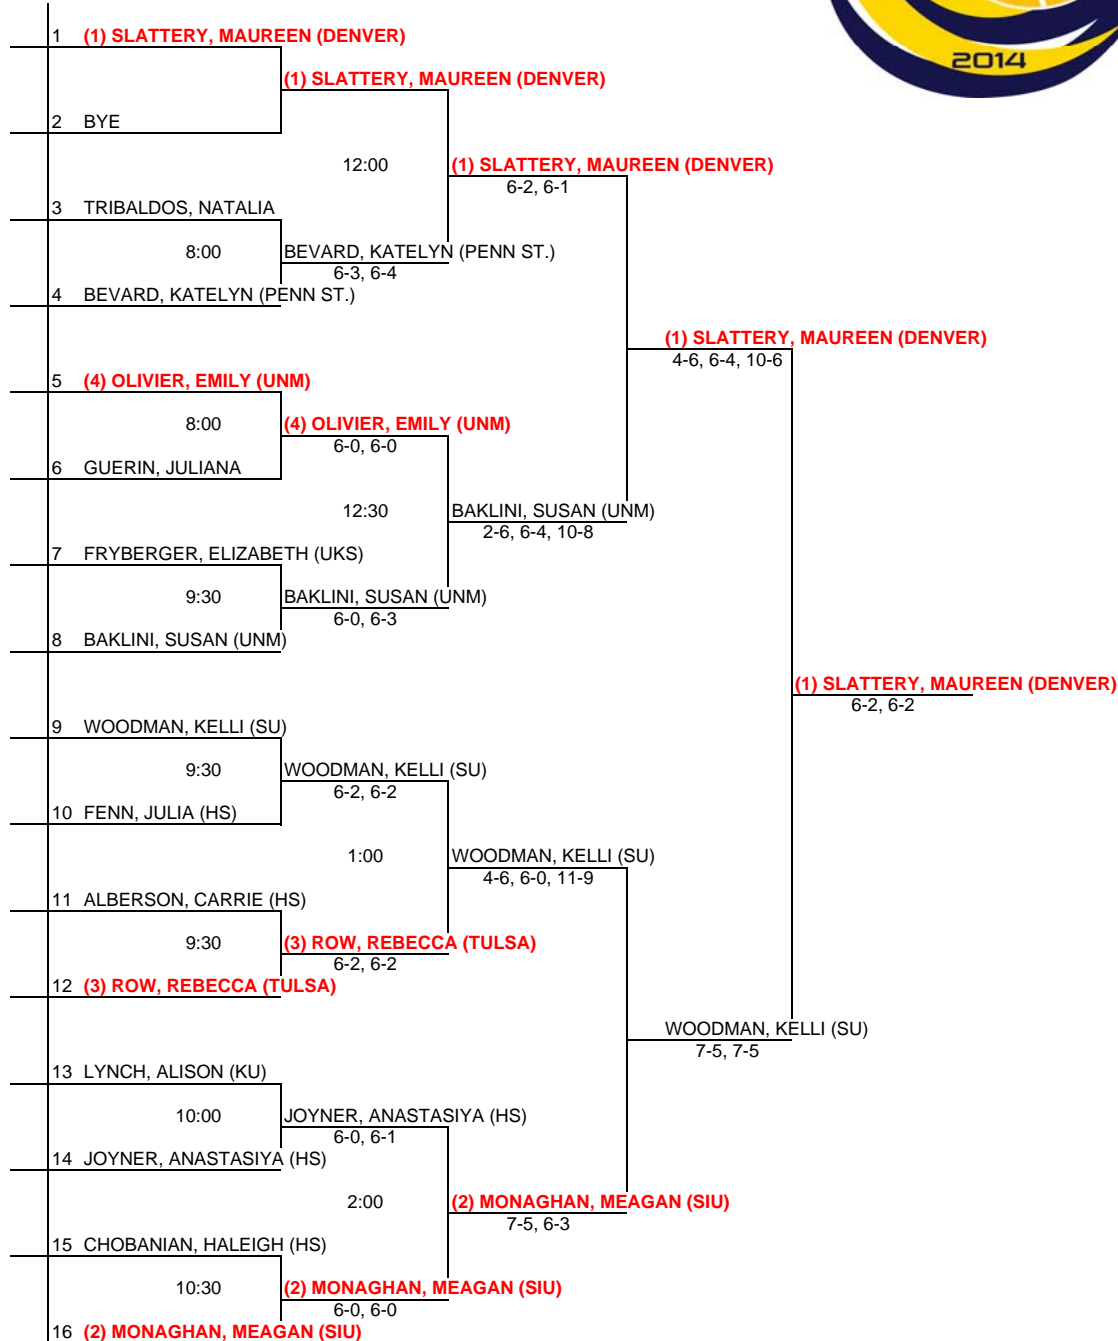 2014
1 (1) SLATTERY, MAUREEN (DENVER)
(1) SLATTERY, MAUREEN (DENVER)
2 BYE
12:00 (1) SLATTERY, MAUREEN (DENVER)
6-2, 6-1
3 TRIBALDOS, NATALIA
8:00 BEVARD, KATELYN (PENN ST.)
6-3, 6-4
4 BEVARD, KATELYN (PENN ST.)
(1) SLATTERY, MAUREEN (DENVER)
4-6, 6-4, 10-6
5 (4) OLIVIER, EMILY (UNM)
8:00 (4) OLIVIER, EMILY (UNM)
6-0, 6-0
6 GUERIN, JULIANA
12:30 BAKLINI, SUSAN (UNM)
2-6, 6-4, 10-8
7 FRYBERGER, ELIZABETH (UKS)
9:30 BAKLINI, SUSAN (UNM)
6-0, 6-3
8 BAKLINI, SUSAN (UNM)
(1) SLATTERY, MAUREEN (DENVER)
6-2, 6-2
9 WOODMAN, KELLI (SU)
9:30 WOODMAN, KELLI (SU)
6-2, 6-2
10 FENN, JULIA (HS)
1:00 WOODMAN, KELLI (SU)
4-6, 6-0, 11-9
11 ALBERSON, CARRIE (HS)
9:30 (3) ROW, REBECCA (TULSA)
6-2, 6-2
12 (3) ROW, REBECCA (TULSA)
WOODMAN, KELLI (SU)
7-5, 7-5
13 LYNCH, ALISON (KU)
10:00 JOYNER, ANASTASIYA (HS)
6-0, 6-1
14 JOYNER, ANASTASIYA (HS)
2:00 (2) MONAGHAN, MEAGAN (SIU)
7-5, 6-3
15 CHOBANIAN, HALEIGH (HS)
10:30 (2) MONAGHAN, MEAGAN (SIU)
6-0, 6-0
16 (2) MONAGHAN, MEAGAN (SIU)